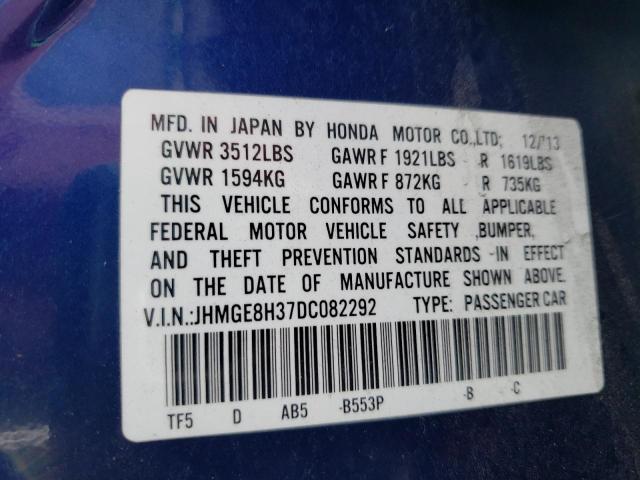 MFD. IN JAPAN BY HONDA MOTOR CO.,LTD; 12/13
GVWR 3512LBS GAWR F 1921LBS R 1619LBS
GVWR 1594KG GAWR F 872KG R 735KG
THIS VEHICLE CONFORMS TO ALL APPLICABLE
FEDERAL MOTOR VEHICLE SAFETY ,BUMPER,
AND THEFT PREVENTION STANDARDS IN EFFECT
ON THE DATE OF MANUFACTURE SHOWN ABOVE.
V.I.N.:JHMGE8H37DC082292 TYPE: PASSENGER CAR
TF5 D AB5 -B553P -B -C